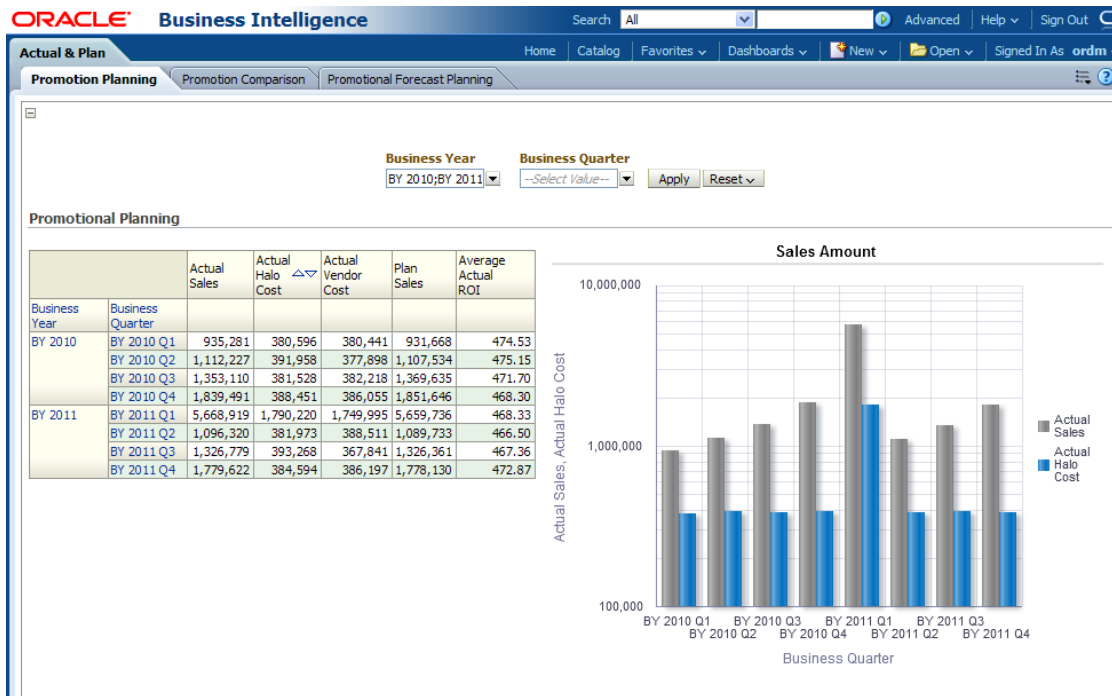 ORACLE Business Intelligence
Search All Advanced Help Sign Out
Actual & Plan
Home Catalog Favorites Dashboards New Open Signed In As ordm
Promotion Planning Promotion Comparison Promotional Forecast Planning
Business Year Business Quarter
BY 2010;BY 2011 --Select Value-- Apply Reset
Promotional Planning
Actual Sales Actual Halo Cost Actual Vendor Cost Plan Sales Average Actual ROI
Business Year Business Quarter
BY 2010 BY 2010 Q1 935,281 380,596 380,441 931,668 474.53
BY 2010 Q2 1,112,227 391,958 377,898 1,107,534 475.15
BY 2010 Q3 1,353,110 381,528 382,218 1,369,635 471.70
BY 2010 Q4 1,839,491 388,451 386,055 1,851,646 468.30
BY 2011 BY 2011 Q1 5,668,919 1,790,220 1,749,995 5,659,736 468.33
BY 2011 Q2 1,096,320 381,973 388,511 1,089,733 466.50
BY 2011 Q3 1,326,779 393,268 367,841 1,326,361 467.36
BY 2011 Q4 1,779,622 384,594 386,197 1,778,130 472.87
Sales Amount
Actual Sales, Actual Halo Cost
10,000,000
1,000,000
100,000
BY 2010 Q1 BY 2010 Q3 BY 2011 Q1 BY 2011 Q3
BY 2010 Q2 BY 2010 Q4 BY 2011 Q2 BY 2011 Q4
Business Quarter
Actual Sales
Actual Halo Cost